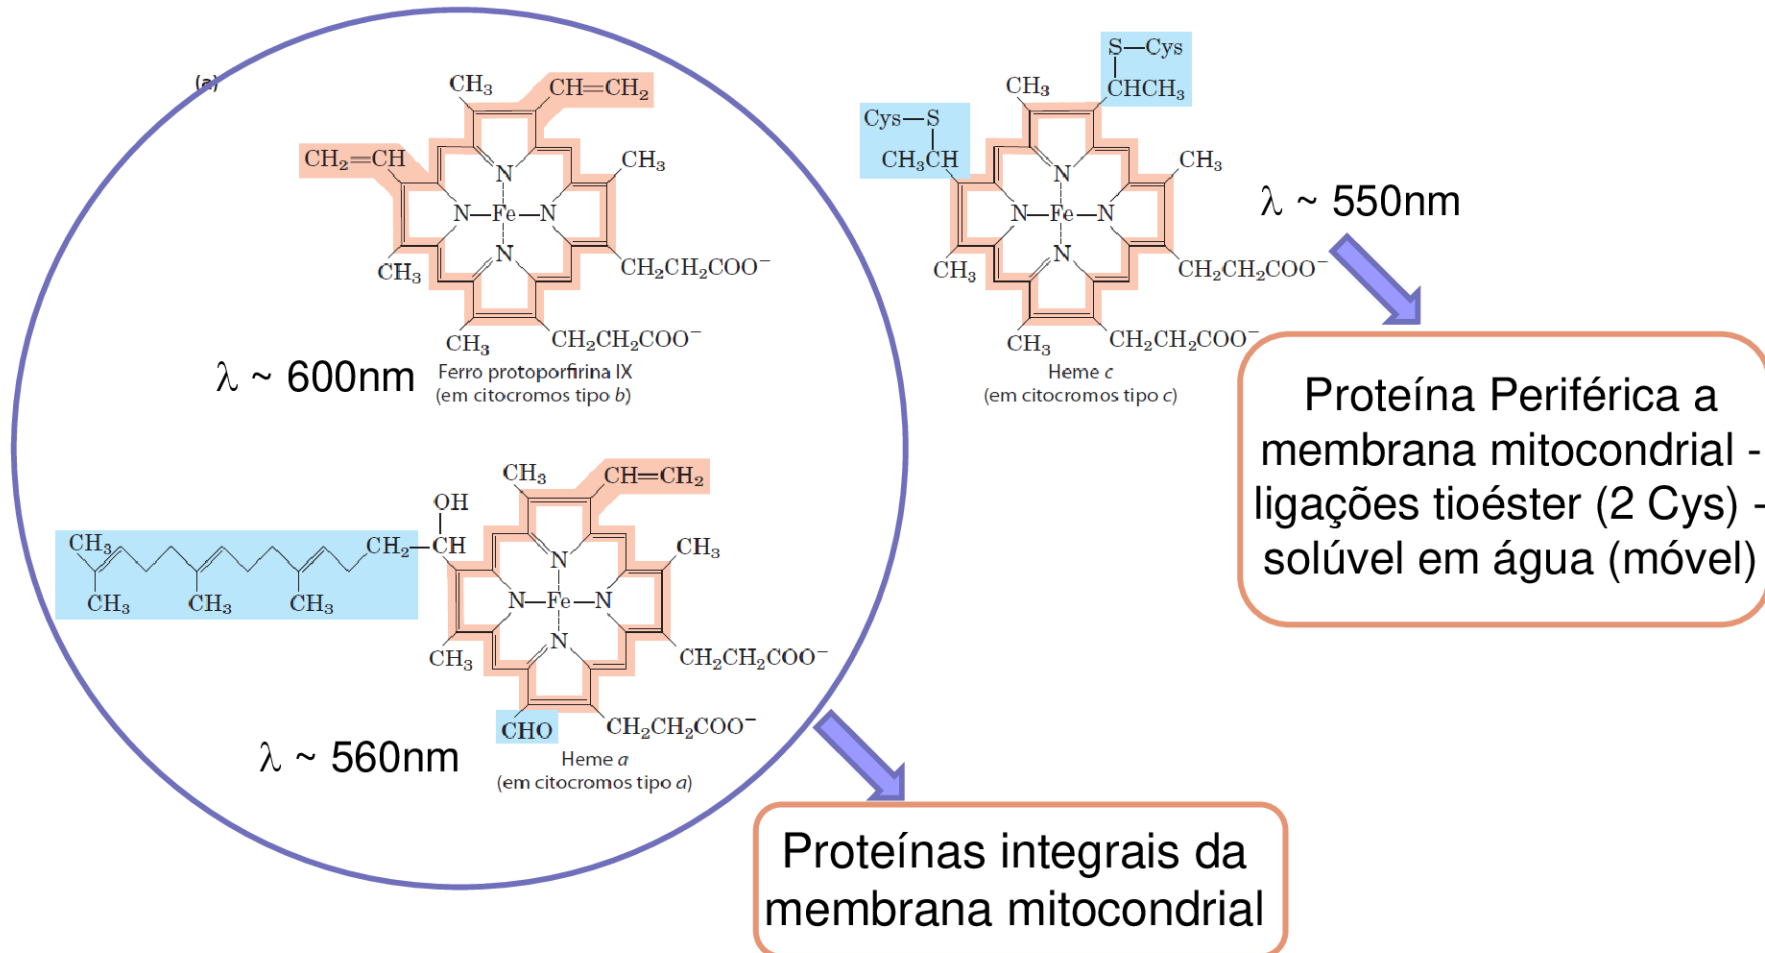 (a)
CH₃
CH=CH₂
CH₂=CH
CH₃
N
N—Fe—N
N
CH₃
CH₂CH₂COO⁻
CH₃
CH₂CH₂COO⁻
λ ~ 600nm
Ferro protoporfirina IX
(em citocromos tipo b)
S—Cys
CH₃
CHCH₃
Cys—S
CH₃CH
CH₃
N
N—Fe—N
N
λ ~ 550nm
CH₃
CH₂CH₂COO⁻
CH₃
CH₂CH₂COO⁻
Heme c
(em citocromos tipo c)
Proteína Periférica a
membrana mitocondrial -
ligações tioéster (2 Cys) -
solúvel em água (móvel)
CH₃
CH=CH₂
OH
CH₃
CH₂—CH
CH₃
CH₃
CH₃
CH₃
N
N—Fe—N
N
CH₃
CH₂CH₂COO⁻
CHO
CH₂CH₂COO⁻
λ ~ 560nm
Heme a
(em citocromos tipo a)
Proteínas integrais da
membrana mitocondrial